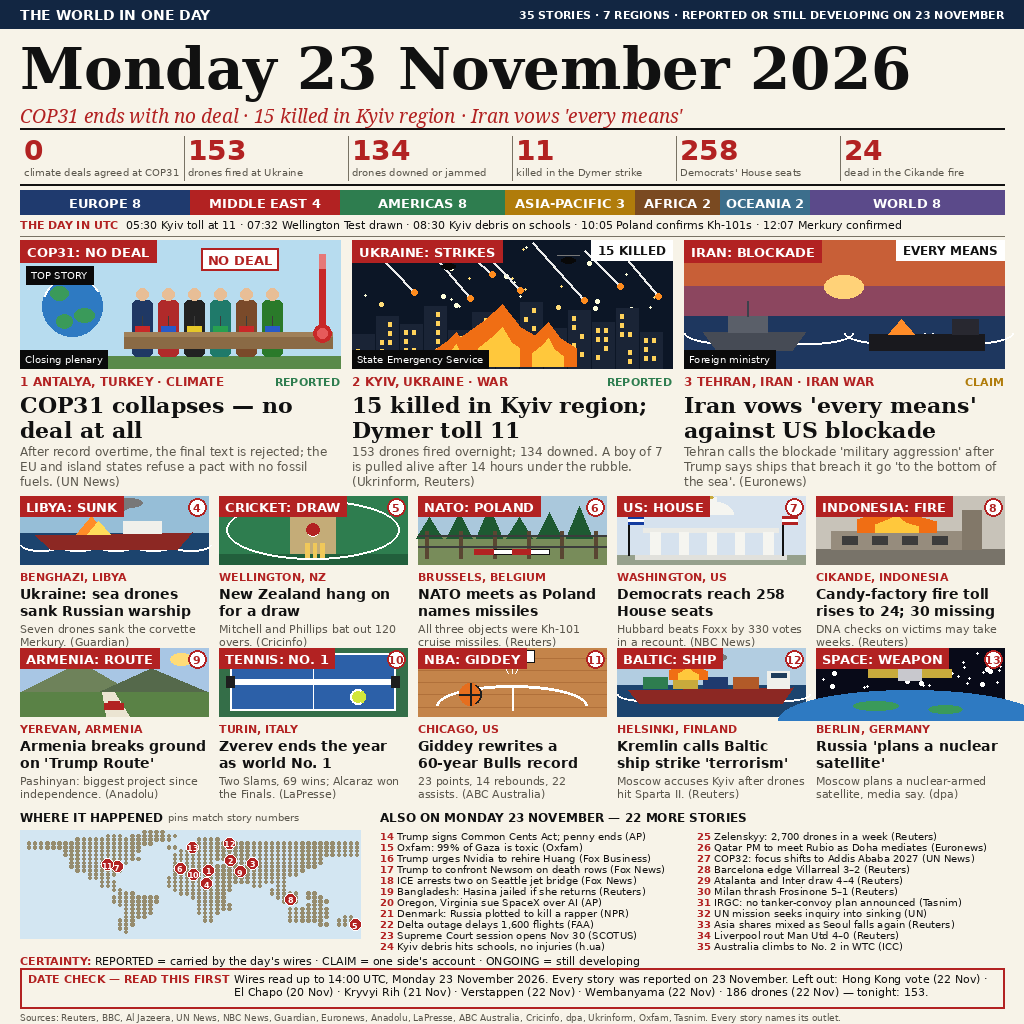 THE WORLD IN ONE DAY
35 STORIES · 7 REGIONS · REPORTED OR STILL DEVELOPING ON 23 NOVEMBER
Monday 23 November 2026
COP31 ends with no deal · 15 killed in Kyiv region · Iran vows 'every means'
0
climate deals agreed at COP31
153
drones fired at Ukraine
134
drones downed or jammed
11
killed in the Dymer strike
258
Democrats' House seats
24
dead in the Cikande fire
EUROPE 8
MIDDLE EAST 4
AMERICAS 8
ASIA-PACIFIC 3
AFRICA 2
OCEANIA 2
WORLD 8
THE DAY IN UTC 05:30 Kyiv toll at 11 · 07:32 Wellington Test drawn · 08:30 Kyiv debris on schools · 10:05 Poland confirms Kh-101s · 12:07 Merkury confirmed
COP31: NO DEAL
TOP STORY
NO DEAL
Closing plenary
1 ANTALYA, TURKEY · CLIMATE
REPORTED
COP31 collapses — no
deal at all
After record overtime, the final text is rejected; the
EU and island states refuse a pact with no fossil
fuels. (UN News)
UKRAINE: STRIKES
15 KILLED
State Emergency Service
2 KYIV, UKRAINE · WAR
REPORTED
15 killed in Kyiv region;
Dymer toll 11
153 drones fired overnight; 134 downed. A boy of 7
is pulled alive after 14 hours under the rubble.
(Ukrinform, Reuters)
IRAN: BLOCKADE
EVERY MEANS
Foreign ministry
3 TEHRAN, IRAN · IRAN WAR
CLAIM
Iran vows 'every means'
against US blockade
Tehran calls the blockade 'military aggression' after
Trump says ships that breach it go 'to the bottom of
the sea'. (Euronews)
LIBYA: SUNK
4
BENGHAZI, LIBYA
Ukraine: sea drones
sank Russian warship
Seven drones sank the corvette
Merkury. (Guardian)
CRICKET: DRAW
5
WELLINGTON, NZ
New Zealand hang on
for a draw
Mitchell and Phillips bat out 120
overs. (Cricinfo)
NATO: POLAND
6
BRUSSELS, BELGIUM
NATO meets as Poland
names missiles
All three objects were Kh-101
cruise missiles. (Reuters)
US: HOUSE
7
WASHINGTON, US
Democrats reach 258
House seats
Hubbard beats Foxx by 330 votes
in a recount. (NBC News)
INDONESIA: FIRE
8
CIKANDE, INDONESIA
Candy-factory fire toll
rises to 24; 30 missing
DNA checks on victims may take
weeks. (Reuters)
ARMENIA: ROUTE
9
YEREVAN, ARMENIA
Armenia breaks ground
on 'Trump Route'
Pashinyan: biggest project since
independence. (Anadolu)
TENNIS: NO. 1
10
TURIN, ITALY
Zverev ends the year
as world No. 1
Two Slams, 69 wins; Alcaraz won
the Finals. (LaPresse)
NBA: GIDDEY
11
CHICAGO, US
Giddey rewrites a
60-year Bulls record
23 points, 14 rebounds, 22
assists. (ABC Australia)
BALTIC: SHIP
12
HELSINKI, FINLAND
Kremlin calls Baltic
ship strike 'terrorism'
Moscow accuses Kyiv after drones
hit Sparta II. (Reuters)
SPACE: WEAPON
13
BERLIN, GERMANY
Russia 'plans a nuclear
satellite'
Moscow plans a nuclear-armed
satellite, media say. (dpa)
WHERE IT HAPPENED pins match story numbers
11
7
13
12
6
10
1
2
3
9
4
8
5
ALSO ON MONDAY 23 NOVEMBER — 22 MORE STORIES
14 Trump signs Common Cents Act; penny ends (AP)
15 Oxfam: 99% of Gaza is toxic (Oxfam)
16 Trump urges Nvidia to rehire Huang (Fox Business)
17 Trump to confront Newsom on death rows (Fox News)
18 ICE arrests two on Seattle jet bridge (Fox News)
19 Bangladesh: Hasina jailed if she returns (Reuters)
20 Oregon, Virginia sue SpaceX over AI (AP)
21 Denmark: Russia plotted to kill a rapper (NPR)
22 Delta outage delays 1,600 flights (FAA)
23 Supreme Court session opens Nov 30 (SCOTUS)
24 Kyiv debris hits schools, no injuries (h.ua)
25 Zelenskyy: 2,700 drones in a week (Reuters)
26 Qatar PM to meet Rubio as Doha mediates (Euronews)
27 COP32: focus shifts to Addis Ababa 2027 (UN News)
28 Barcelona edge Villarreal 3–2 (Reuters)
29 Atalanta and Inter draw 4–4 (Reuters)
30 Milan thrash Frosinone 5–1 (Reuters)
31 IRGC: no tanker-convoy plan announced (Tasnim)
32 UN mission seeks inquiry into sinking (UN)
33 Asia shares mixed as Seoul falls again (Reuters)
34 Liverpool rout Man Utd 4–0 (Reuters)
35 Australia climbs to No. 2 in WTC (ICC)
CERTAINTY: REPORTED = carried by the day's wires · CLAIM = one side's account · ONGOING = still developing
DATE CHECK — READ THIS FIRST Wires read up to 14:00 UTC, Monday 23 November 2026. Every story was reported on 23 November. Left out: Hong Kong vote (22 Nov) ·
El Chapo (20 Nov) · Kryvyi Rih (21 Nov) · Verstappen (22 Nov) · Wembanyama (22 Nov) · 186 drones (22 Nov) — tonight: 153.
Sources: Reuters, BBC, Al Jazeera, UN News, NBC News, Guardian, Euronews, Anadolu, LaPresse, ABC Australia, Cricinfo, dpa, Ukrinform, Oxfam, Tasnim. Every story names its outlet.